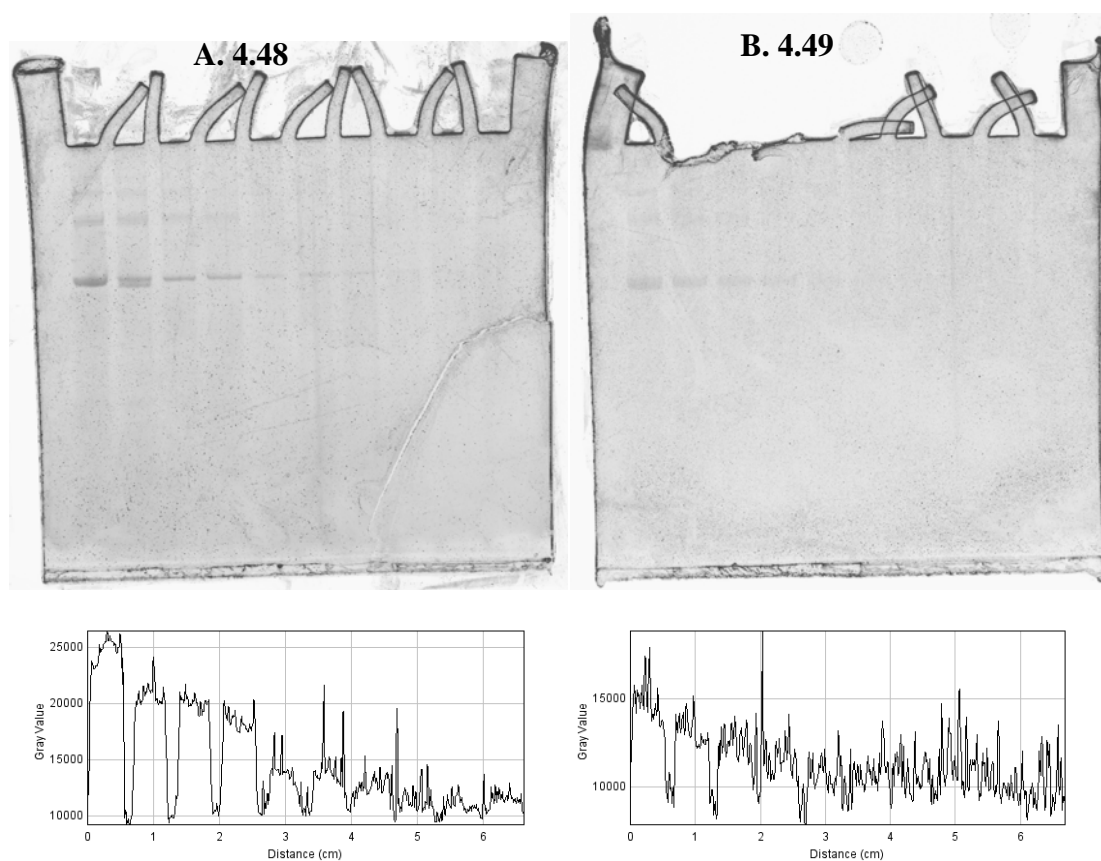 A. 4.48
B. 4.49
25000
20000
15000
10000
Gray Value
0 1 2 3 4 5 6
Distance (cm)
15000
10000
Gray Value
0 1 2 3 4 5 6
Distance (cm)